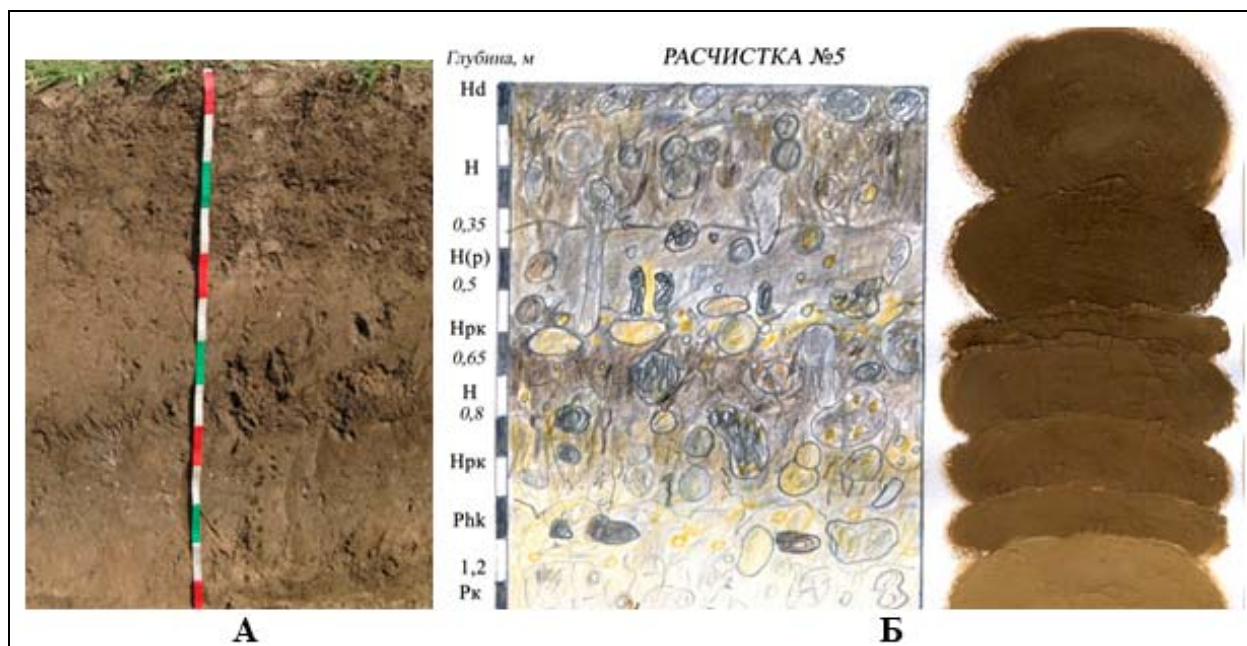 Глубина, м
РАСЧИСТКА №5
Hd
H
0,35
H(p)
0,5
Hpк
0,65
H
0,8
Hpк
Phk
1,2
Pк
А
Б